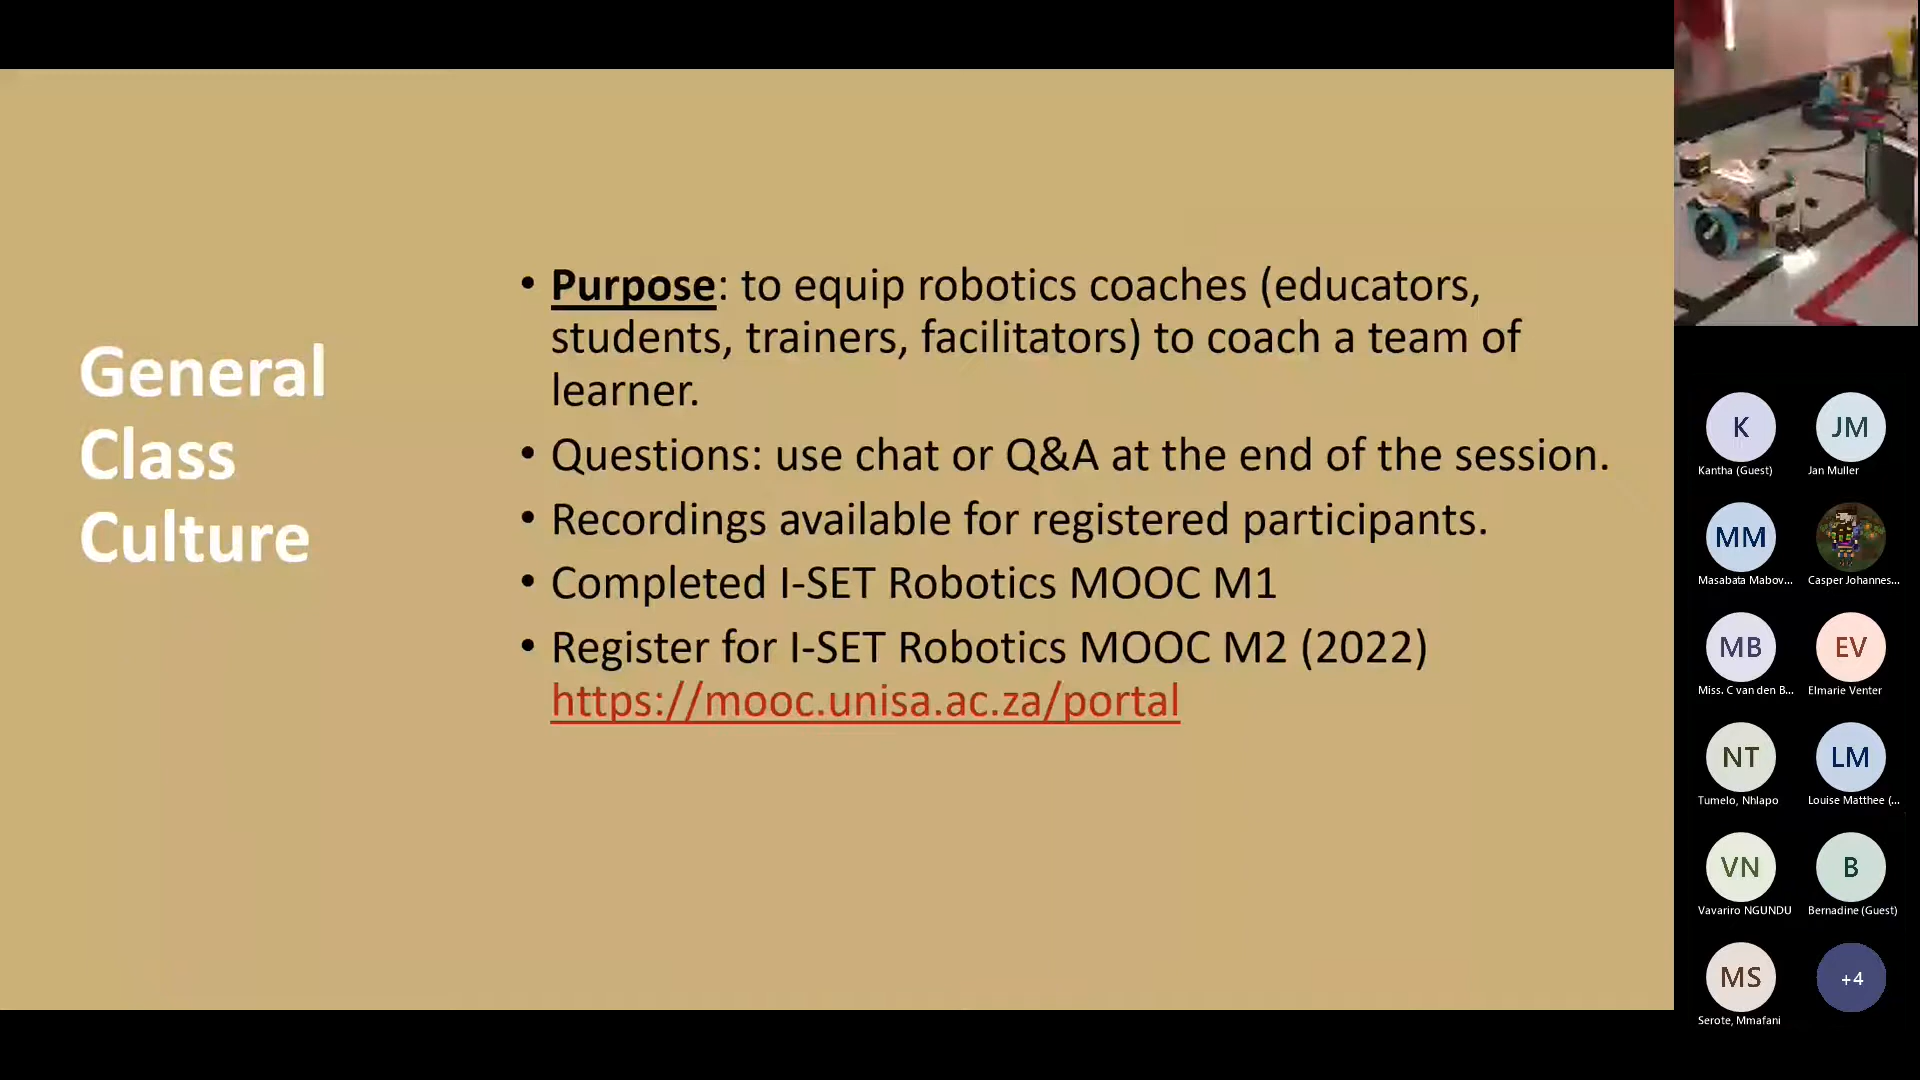 General
Class
Culture
• Purpose: to equip robotics coaches (educators,
students, trainers, facilitators) to coach a team of
learner.
• Questions: use chat or Q&A at the end of the session.
• Recordings available for registered participants.
• Completed I-SET Robotics MOOC M1
• Register for I-SET Robotics MOOC M2 (2022)
https://mooc.unisa.ac.za/portal
K
JM
Kantha (Guest)
Jan Muller
MM
Masabata Mabov...
Casper Johannes...
MB
EV
Miss. C van den B...
Elmarie Venter
NT
LM
Tumelo, Nhlapo
Louise Matthee (...
VN
B
Vavariro NGUNDU
Bernadine (Guest)
MS
+4
Serote, Mmafani